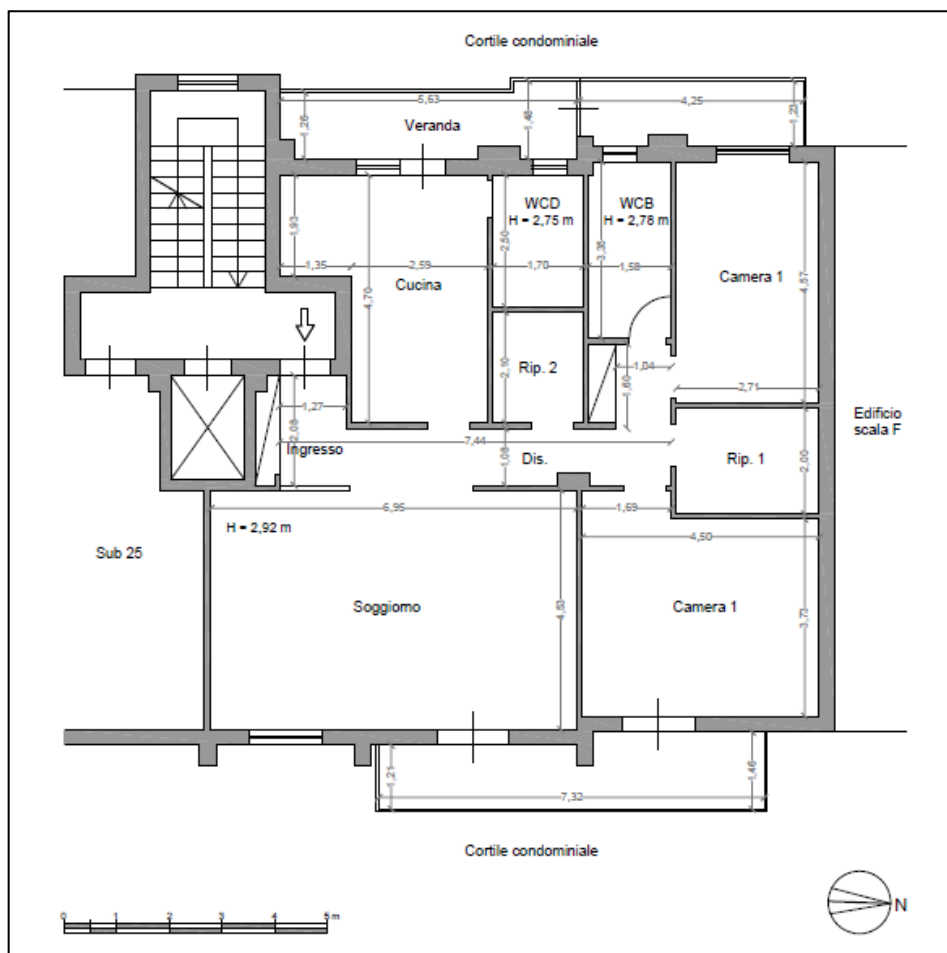 Cortile condominiale
5,63
4,25
1,26
1,48
1,23
Veranda
WCD
H = 2,75 m
WCB
H = 2,78 m
1,93
2,50
3,35
1,35
2,59
1,70
1,58
Cucina
Camera 1
4,70
4,57
Rip. 2
2,10
1,04
1,60
2,71
1,27
2,08
Ingresso
7,44
1,08
Dis.
Rip. 1
2,00
Edificio
scala F
6,95
1,69
H = 2,92 m
4,50
Sub 25
Soggiorno
4,53
Camera 1
3,73
1,21
7,32
1,46
Cortile condominiale
N
0 1 2 3 4 5 m